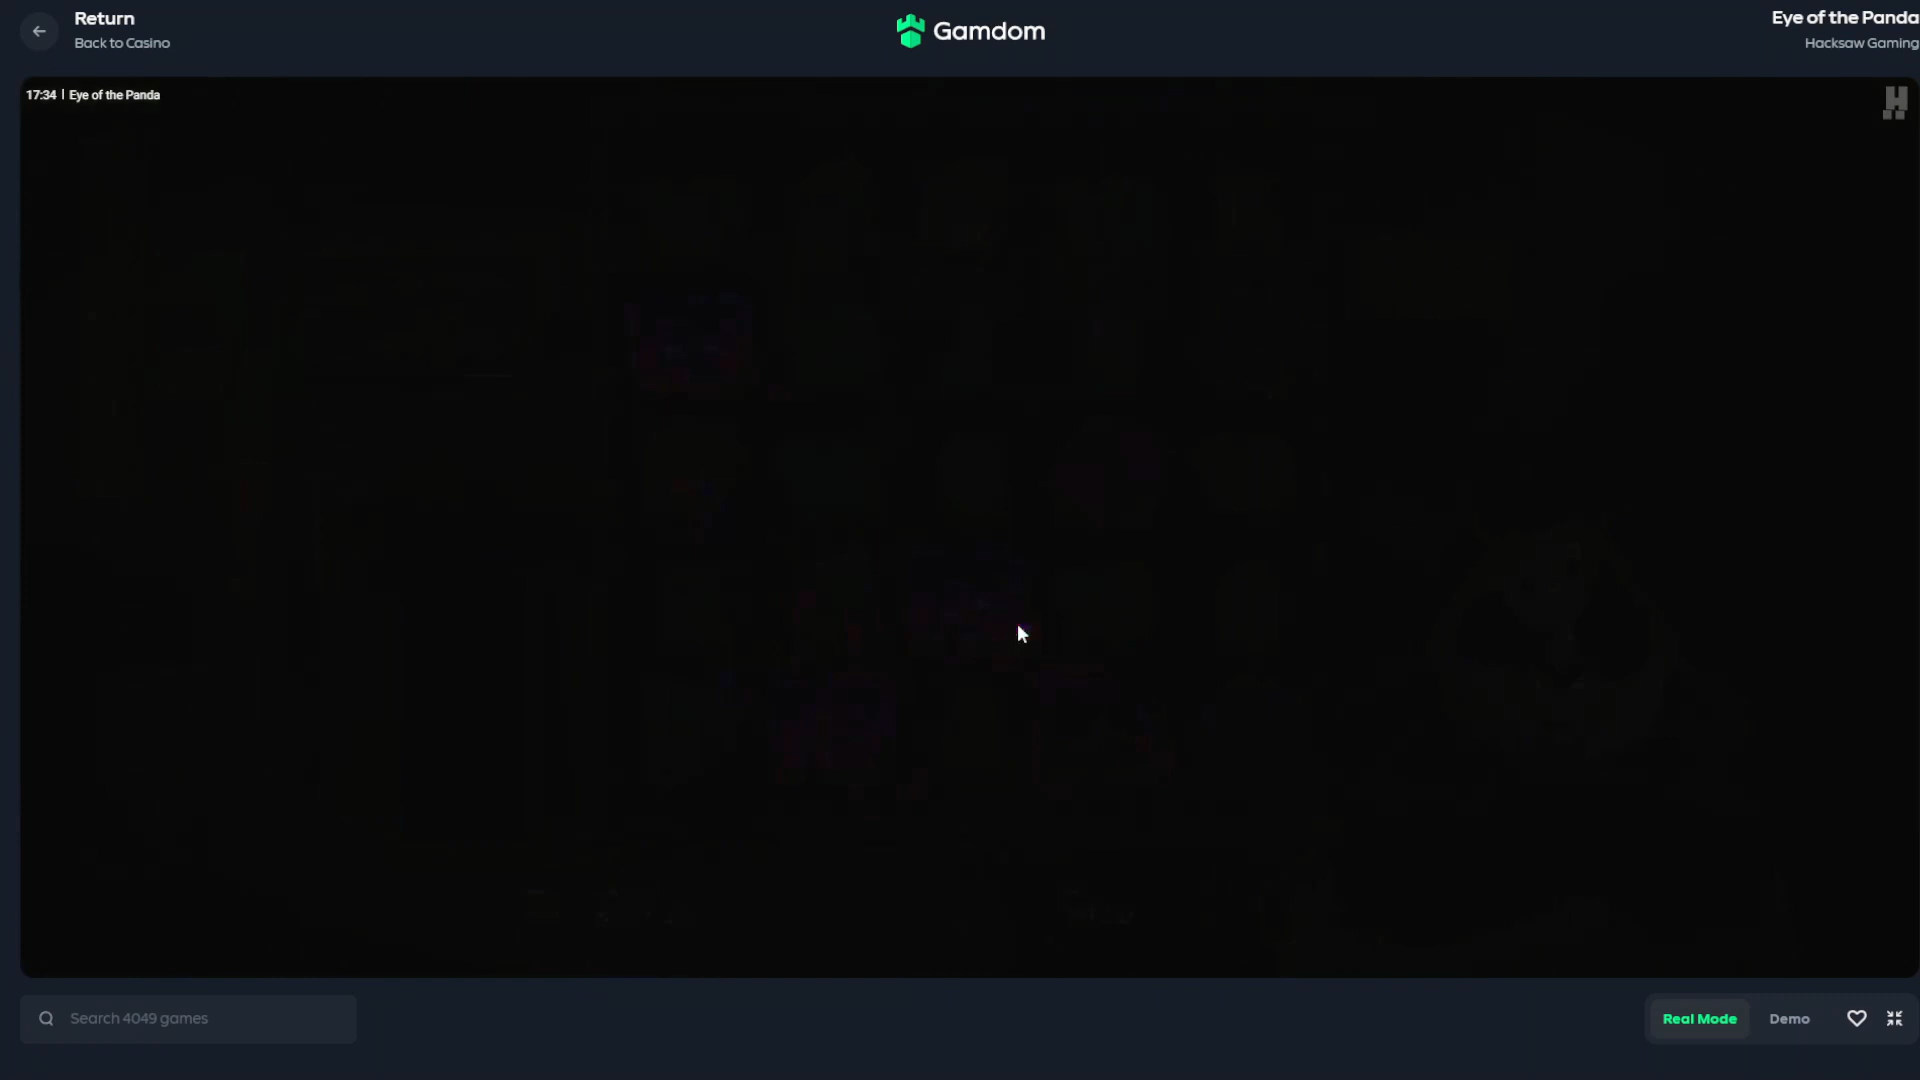 Return
Back to Casino
Gamdom
Eye of the Panda
Hacksaw Gaming
17:34 | Eye of the Panda
Search 4049 games
Real Mode
Demo